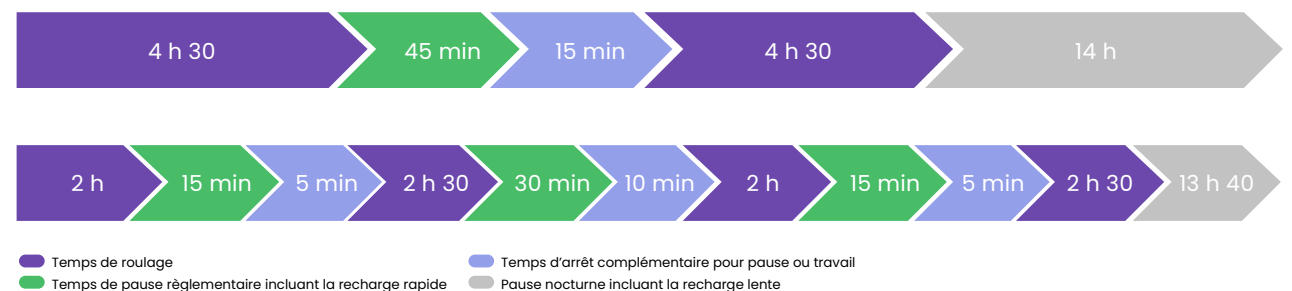 4 h 30 45 min 15 min 4 h 30 14 h
2 h 15 min 5 min 2 h 30 30 min 10 min 2 h 15 min 5 min 2 h 30 13 h 40
Temps de roulage
Temps de pause règlementaire incluant la recharge rapide
Temps d’arrêt complémentaire pour pause ou travail
Pause nocturne incluant la recharge lente